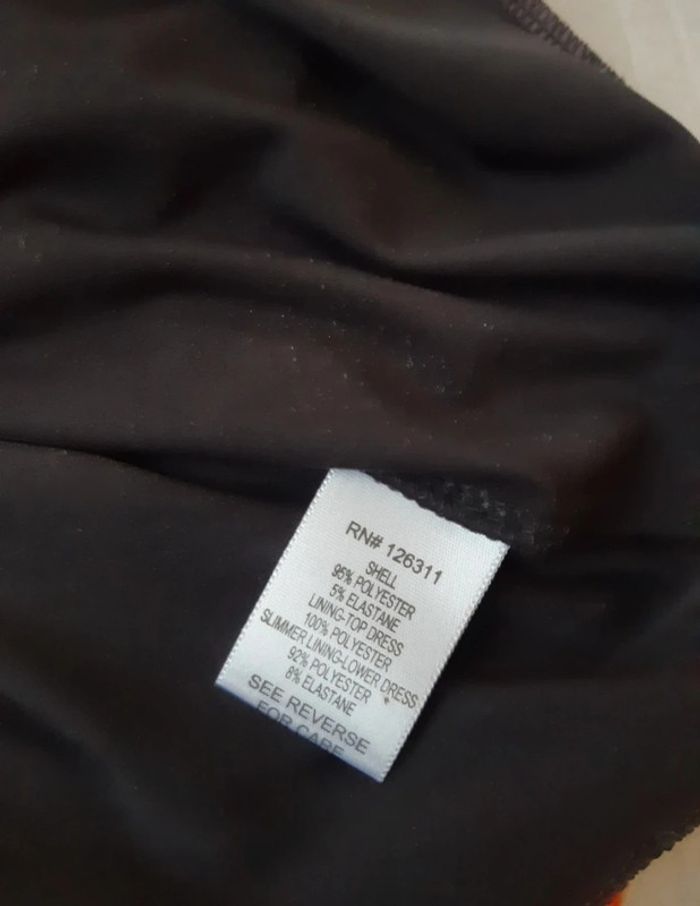 RN# 126311
SHELL
95% POLYESTER
5% ELASTANE
LINING-TOP DRESS
100% POLYESTER
SLIMMER LINING-LOWER DRESS
92% POLYESTER
8% ELASTANE
SEE REVERSE
FOR CARE